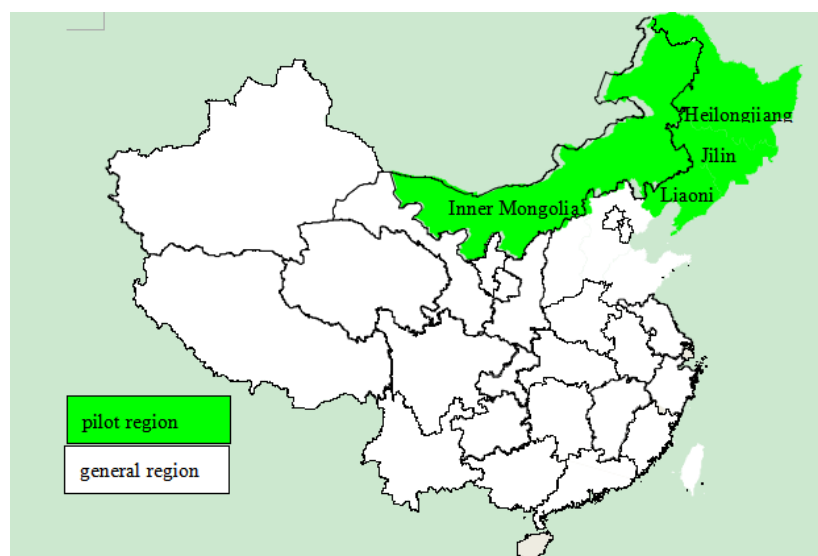 Heilongjiang
Jilin
Liaoni
Inner Mongolia
pilot region
general region